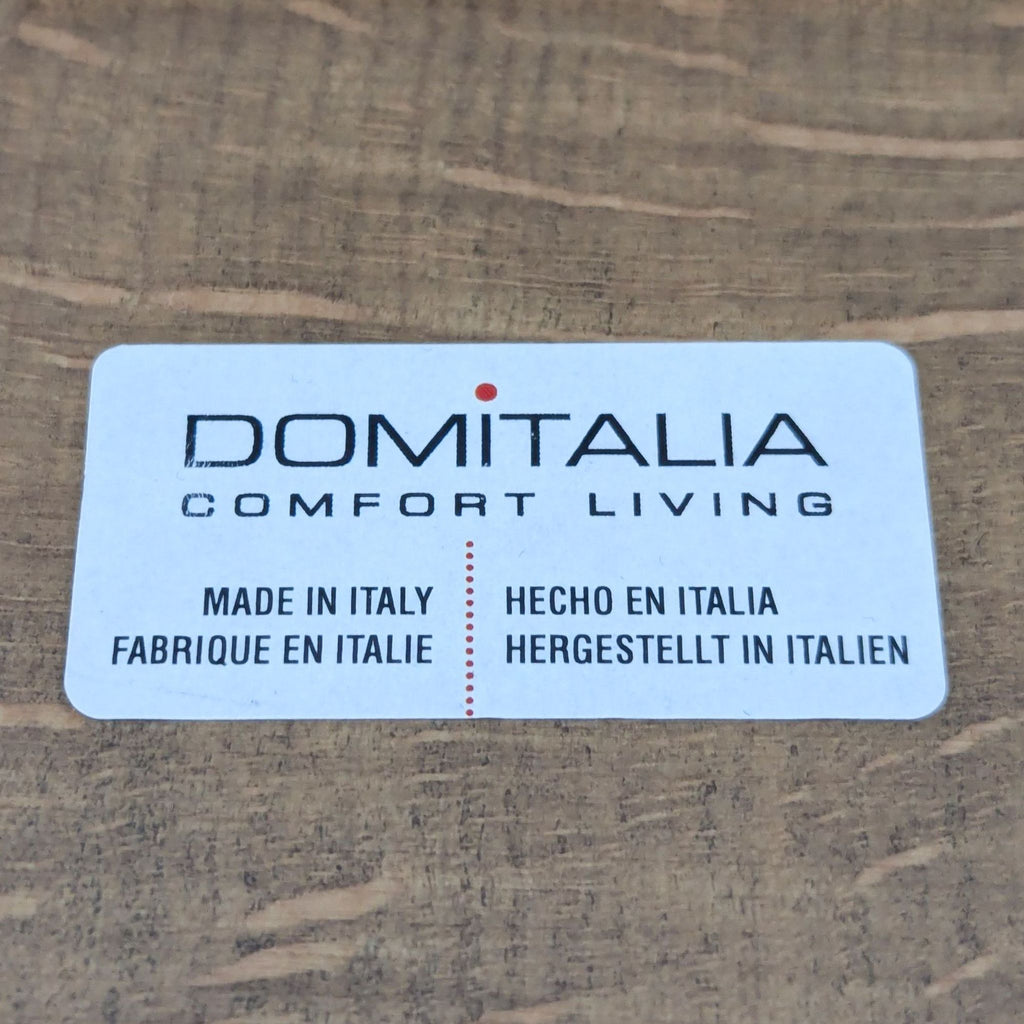 DOMITALIA
COMFORT LIVING
MADE IN ITALY
FABRIQUE EN ITALIE
HECHO EN ITALIA
HERGESTELLT IN ITALIEN